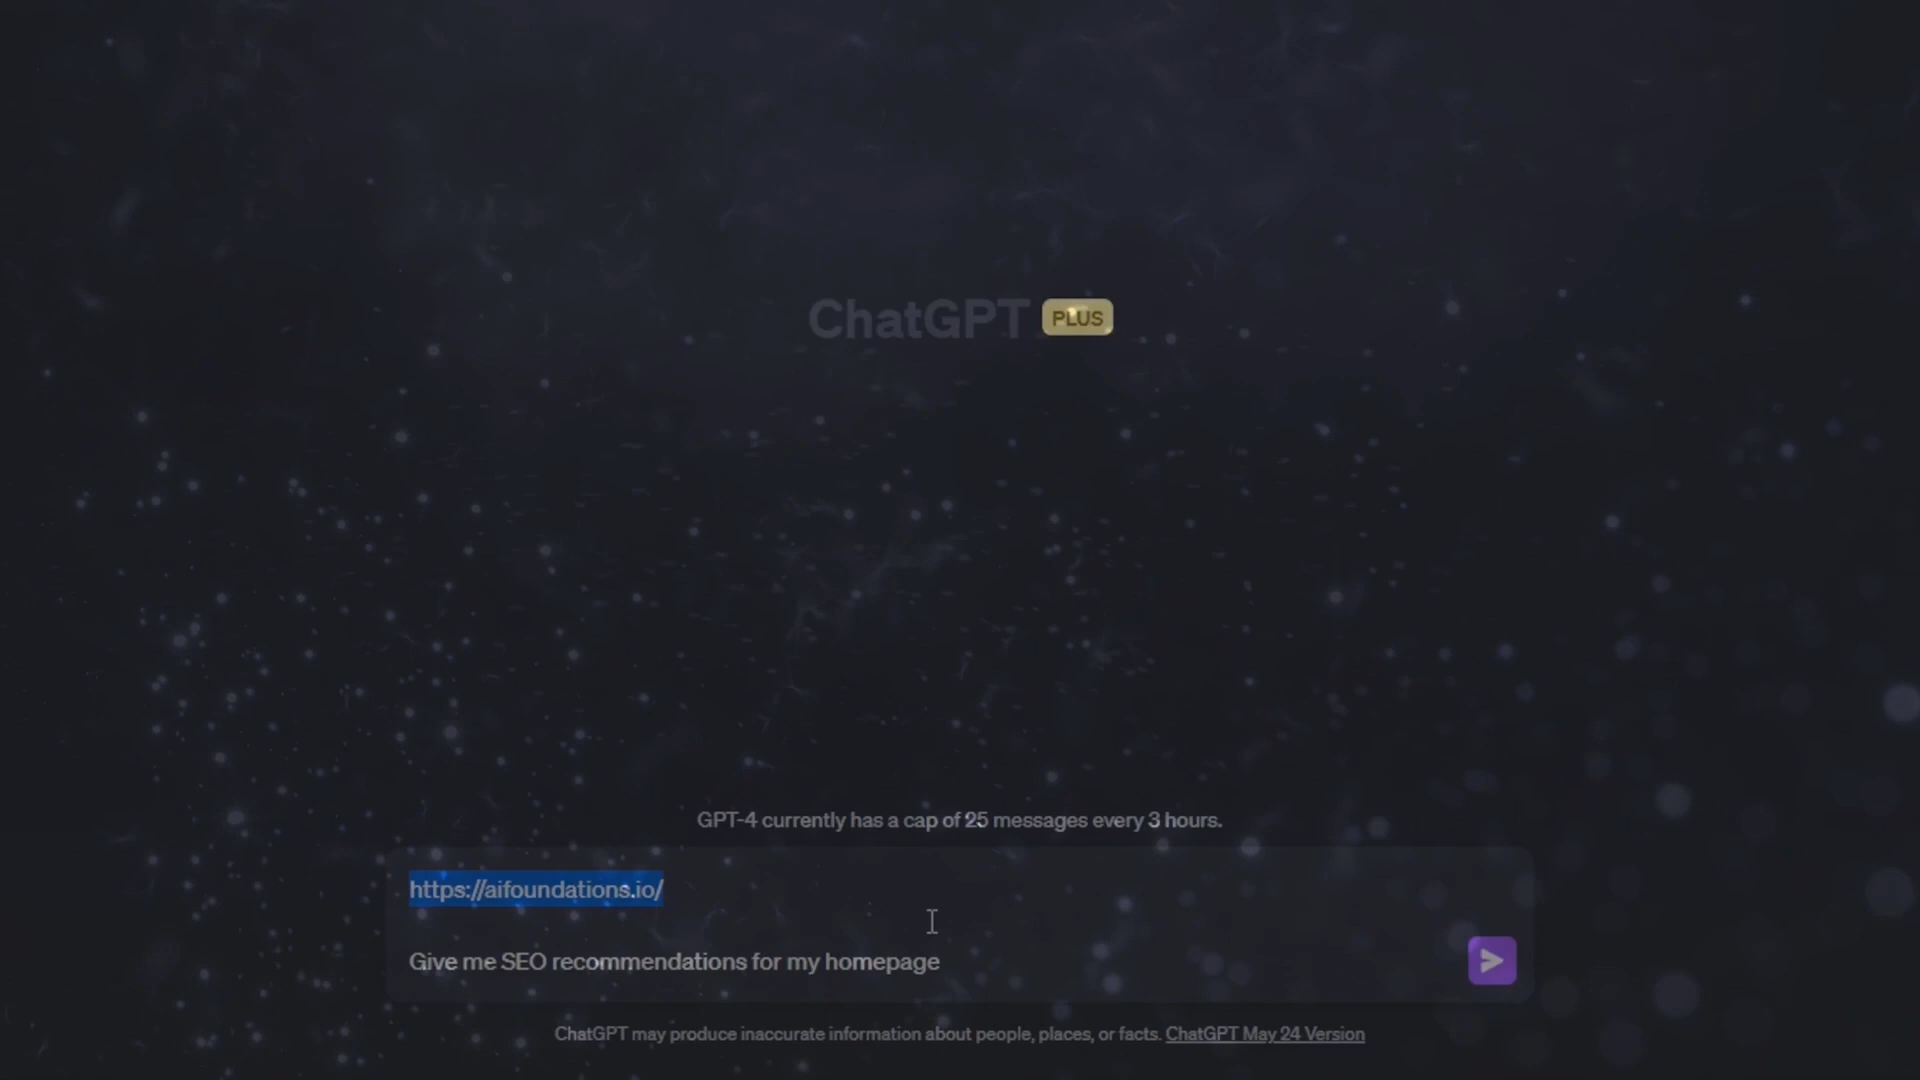 ChatGPT PLUS
GPT-4 currently has a cap of 25 messages every 3 hours.
https://aifoundations.io/
Give me SEO recommendations for my homepage
ChatGPT may produce inaccurate information about people, places, or facts. ChatGPT May 24 Version